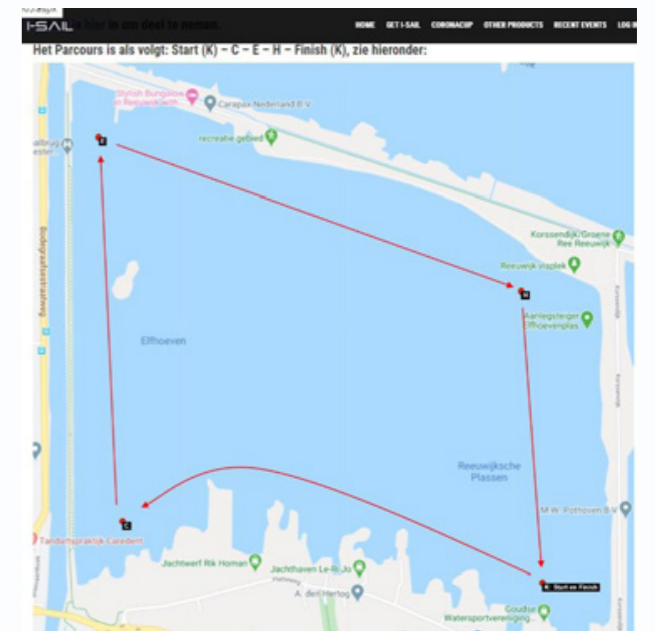 I-SAIL
HOME GET I-SAIL CORONACUP OTHER PRODUCTS RECENT EVENTS LOG
hier in om deel te nemen.
Het Parcours is als volgt: Start (K) – C – E – H – Finish (K), zie hieronder:
Stylish Bungalow
in Reeuwijk with
Carapax Nederland B.V
recreatie gebied
E
Korssendijk/Groene
Ree Reeuwijk
Reeuwijk visplek
H
Aanlegsteiger
Elfhoevenplas
Bodegraafsestraatweg
Korssendijk
Elfhoeven
Reeuwijksche
Plassen
M.W. Pothoven B.V
C
Tandartspraktijk Caredent
Jachtwerf Rik Homan
Jachthaven Le-Ri-Jo
A. den Hertog
K Start en Finish
Goudse
Watersportvereniging